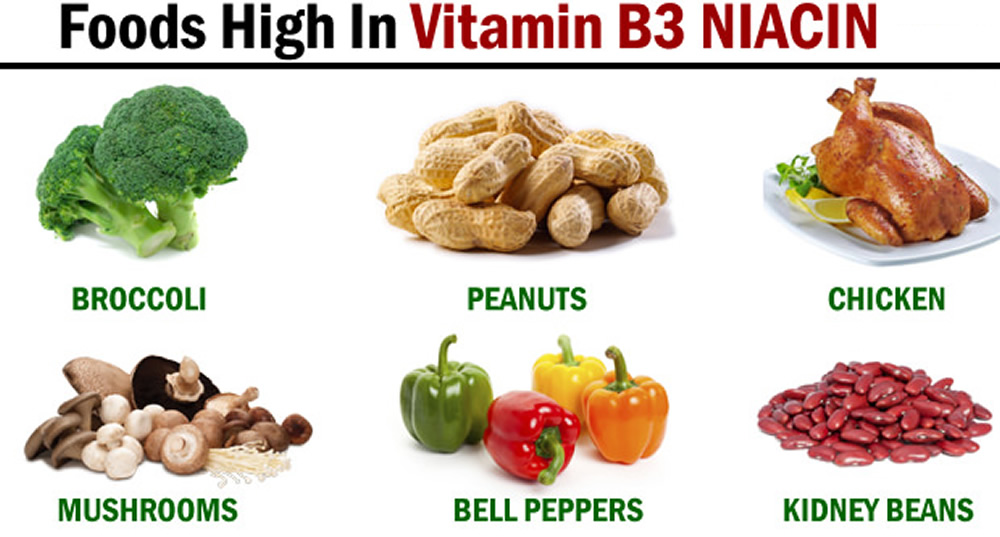 Foods High In Vitamin B3 NIACIN
BROCCOLI
PEANUTS
CHICKEN
MUSHROOMS
BELL PEPPERS
KIDNEY BEANS